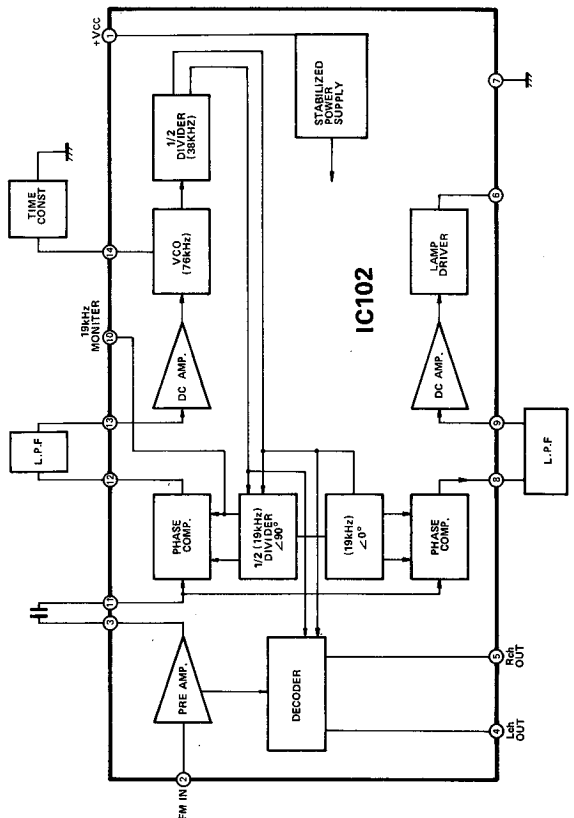 +Vcc
1
TIME
CONST
14
19kHz
MONITER
10
L.P.F
13
12
11
3
2
FM IN
PRE AMP.
PHASE
COMP.
DC AMP.
VCO
(76kHz)
1/2
DIVIDER
(38KHZ)
STABILIZED
POWER
SUPPLY
7
1/2 (19kHz)
DIVIDER
∠90°
(19kHz)
∠0°
DECODER
PHASE
COMP.
DC AMP.
LAMP
DRIVER
IC102
6
9
8
L.P.F
5
Rch
OUT
4
Lch
OUT